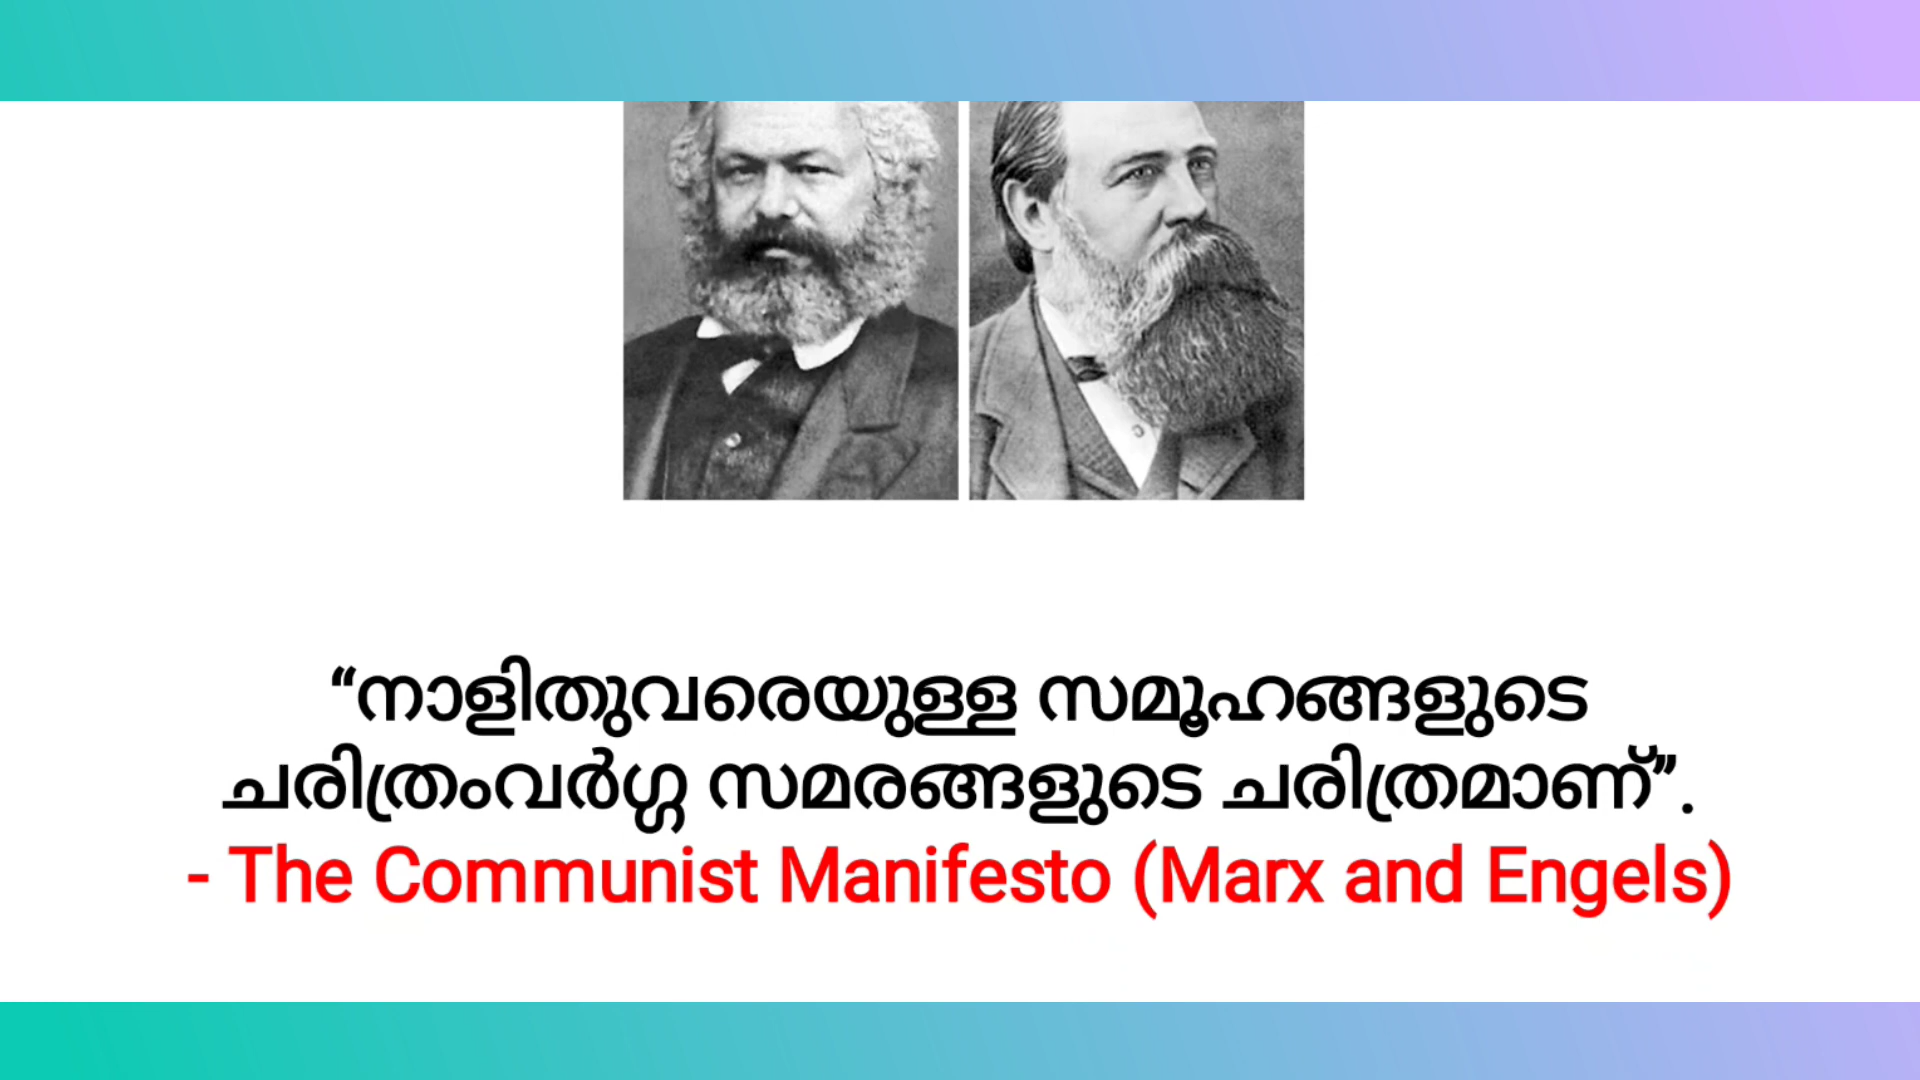 “നാളിതുവരെയുള്ള സമൂഹങ്ങളുടെ
ചരിത്രംവർഗ്ഗ സമരങ്ങളുടെ ചരിത്രമാണ്”.
- The Communist Manifesto (Marx and Engels)